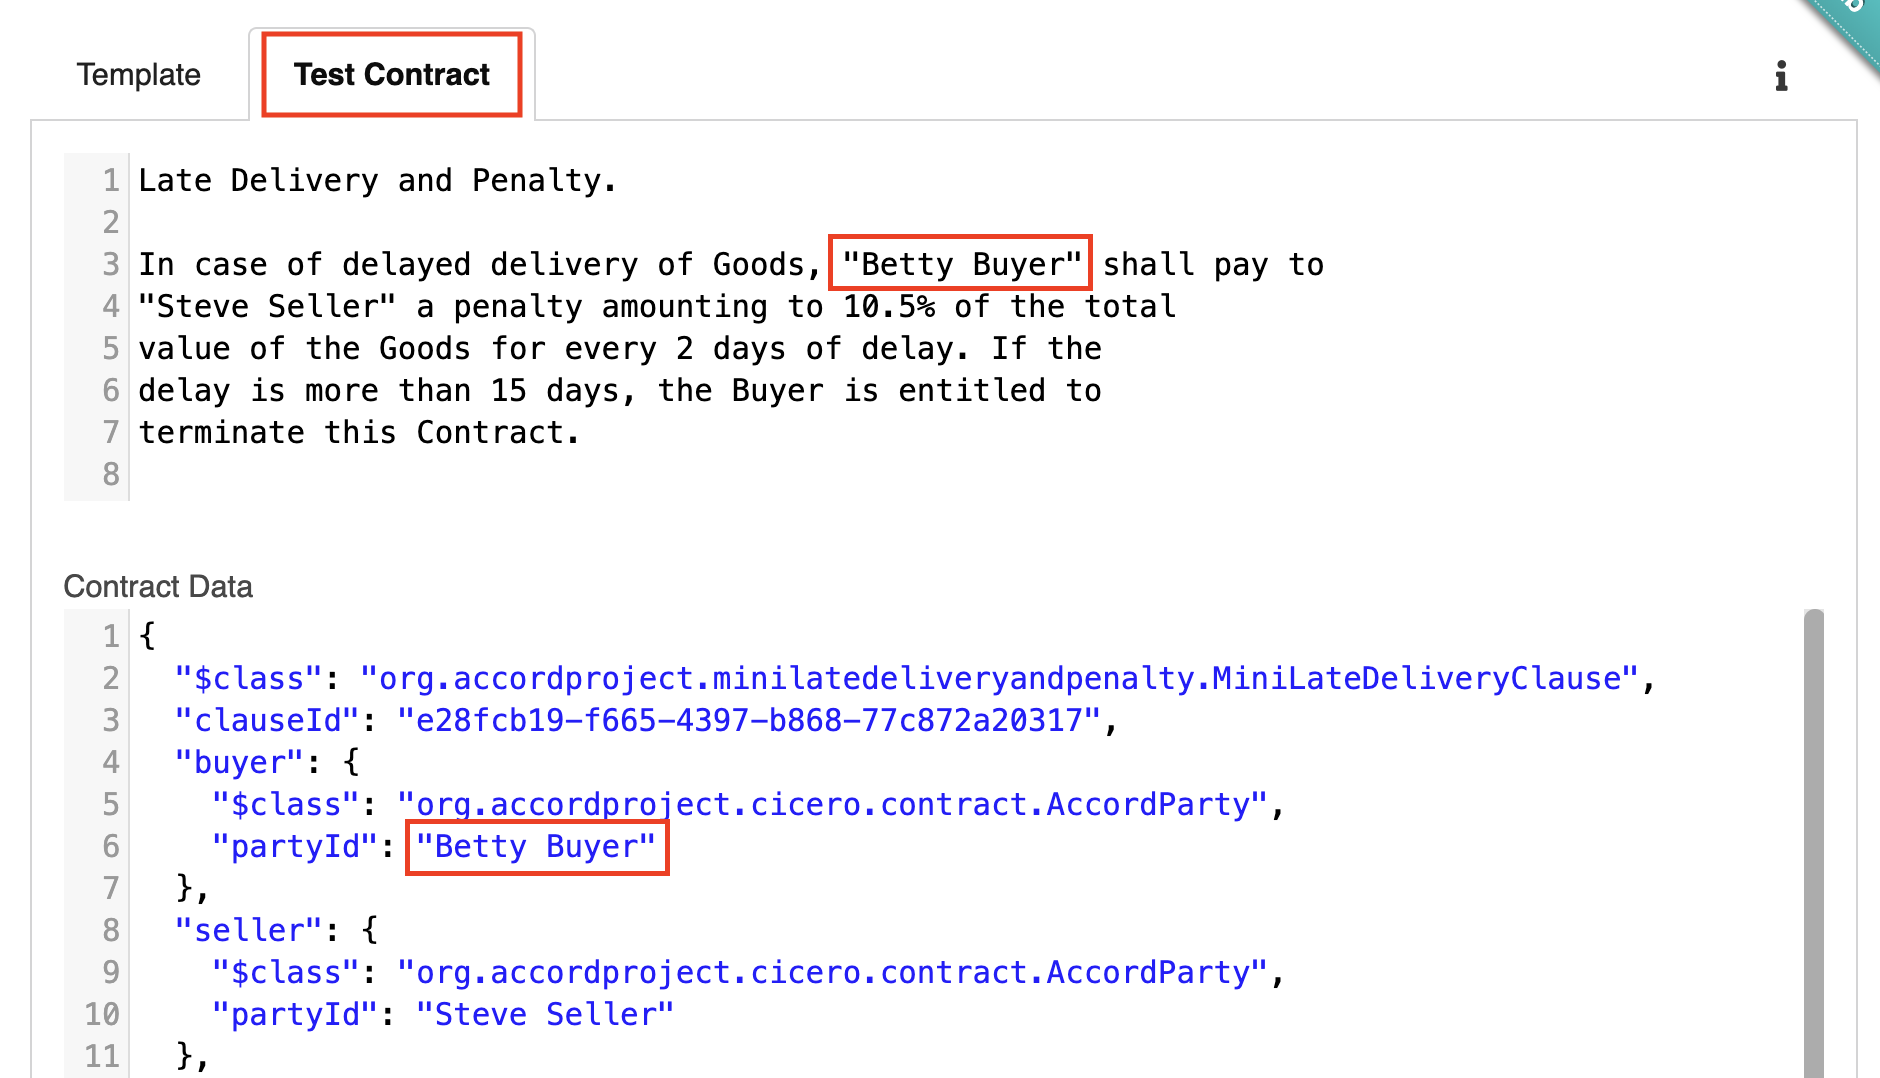 Template
Test Contract
1 Late Delivery and Penalty.
2
3 In case of delayed delivery of Goods, "Betty Buyer" shall pay to
4 "Steve Seller" a penalty amounting to 10.5% of the total
5 value of the Goods for every 2 days of delay. If the
6 delay is more than 15 days, the Buyer is entitled to
7 terminate this Contract.
8
Contract Data
1 {
2   "$class": "org.accordproject.minilatedeliveryandpenalty.MiniLateDeliveryClause",
3   "clauseId": "e28fcb19-f665-4397-b868-77c872a20317",
4   "buyer": {
5     "$class": "org.accordproject.cicero.contract.AccordParty",
6     "partyId": "Betty Buyer"
7   },
8   "seller": {
9     "$class": "org.accordproject.cicero.contract.AccordParty",
10     "partyId": "Steve Seller"
11   },